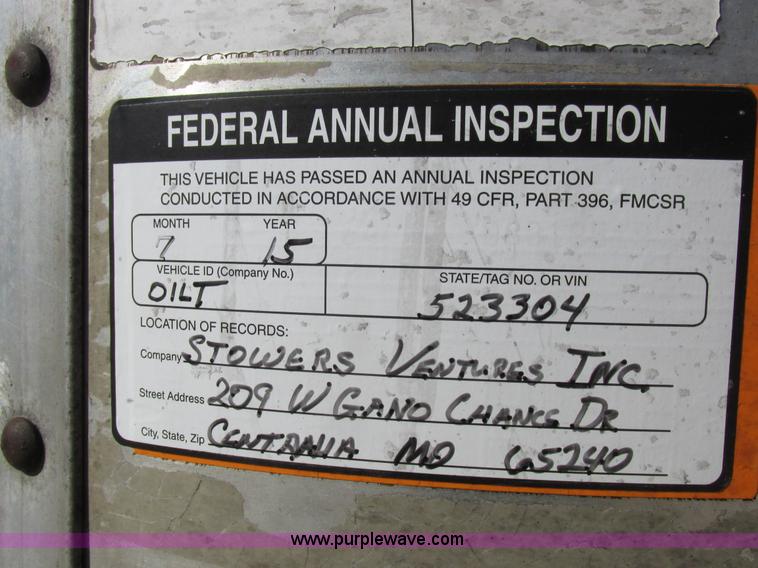 FEDERAL ANNUAL INSPECTION
THIS VEHICLE HAS PASSED AN ANNUAL INSPECTION
CONDUCTED IN ACCORDANCE WITH 49 CFR, PART 396, FMCSR
MONTH YEAR
7 15
VEHICLE ID (Company No.) STATE/TAG NO. OR VIN
OILT 523304
LOCATION OF RECORDS:
Company STOWERS VENTURES INC.
Street Address 209 W GANO CHANCE DR
City, State, Zip CENTRALIA MO 65240
www.purplewave.com